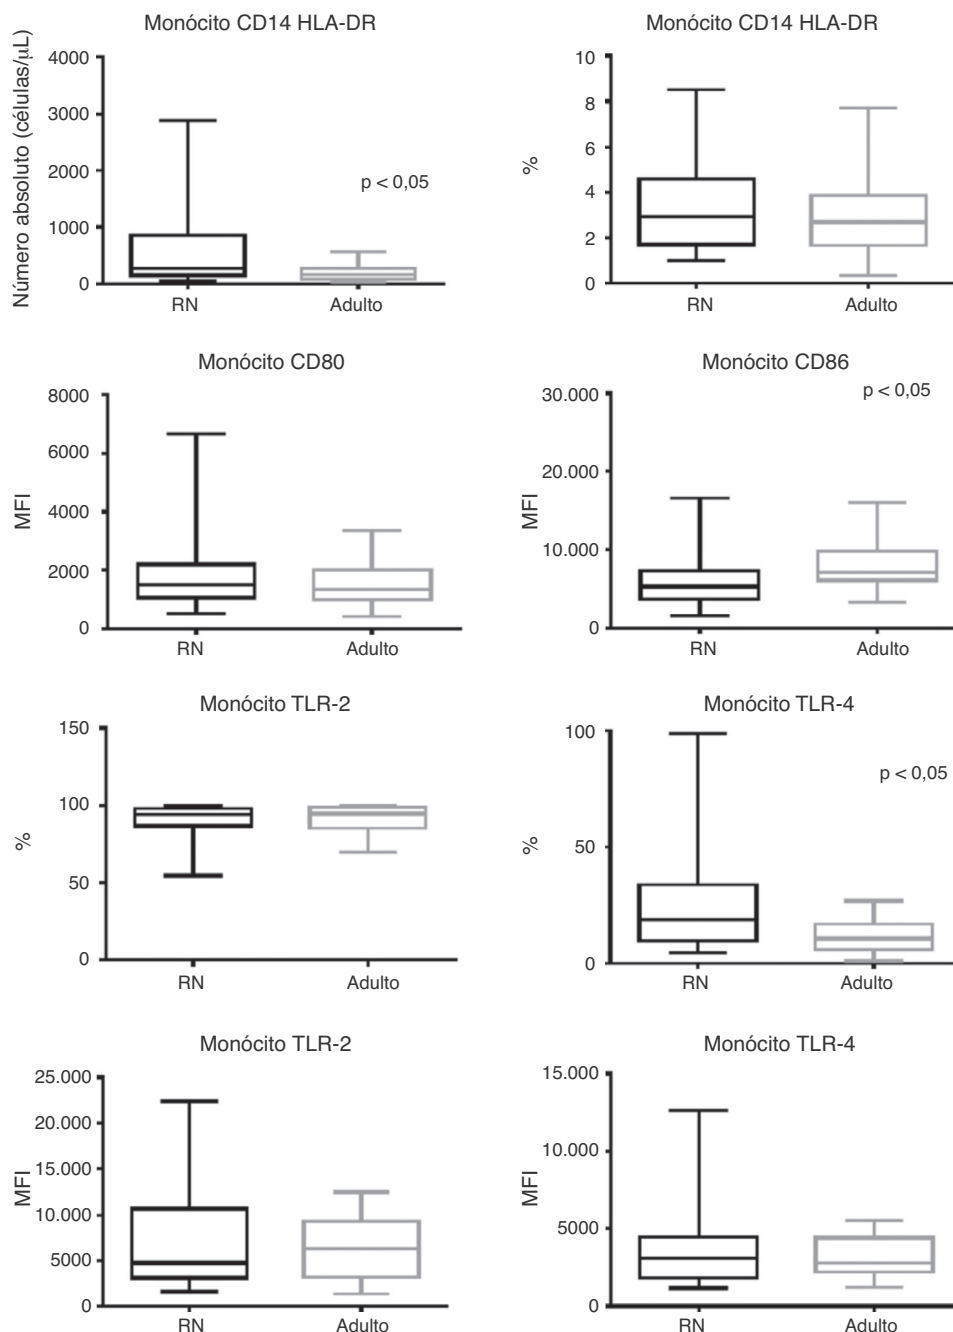 Monócito CD14 HLA-DR
Número absoluto (células/μL)
4000
3000
2000
1000
0
p < 0,05
RN
Adulto
Monócito CD14 HLA-DR
%
10
8
6
4
2
0
RN
Adulto
Monócito CD80
MFI
8000
6000
4000
2000
0
RN
Adulto
Monócito CD86
MFI
30.000
20.000
10.000
0
p < 0,05
RN
Adulto
Monócito TLR-2
%
150
100
50
0
RN
Adulto
Monócito TLR-4
%
100
50
0
p < 0,05
RN
Adulto
Monócito TLR-2
MFI
25.000
20.000
15.000
10.000
5000
0
RN
Adulto
Monócito TLR-4
MFI
15.000
10.000
5000
0
RN
Adulto